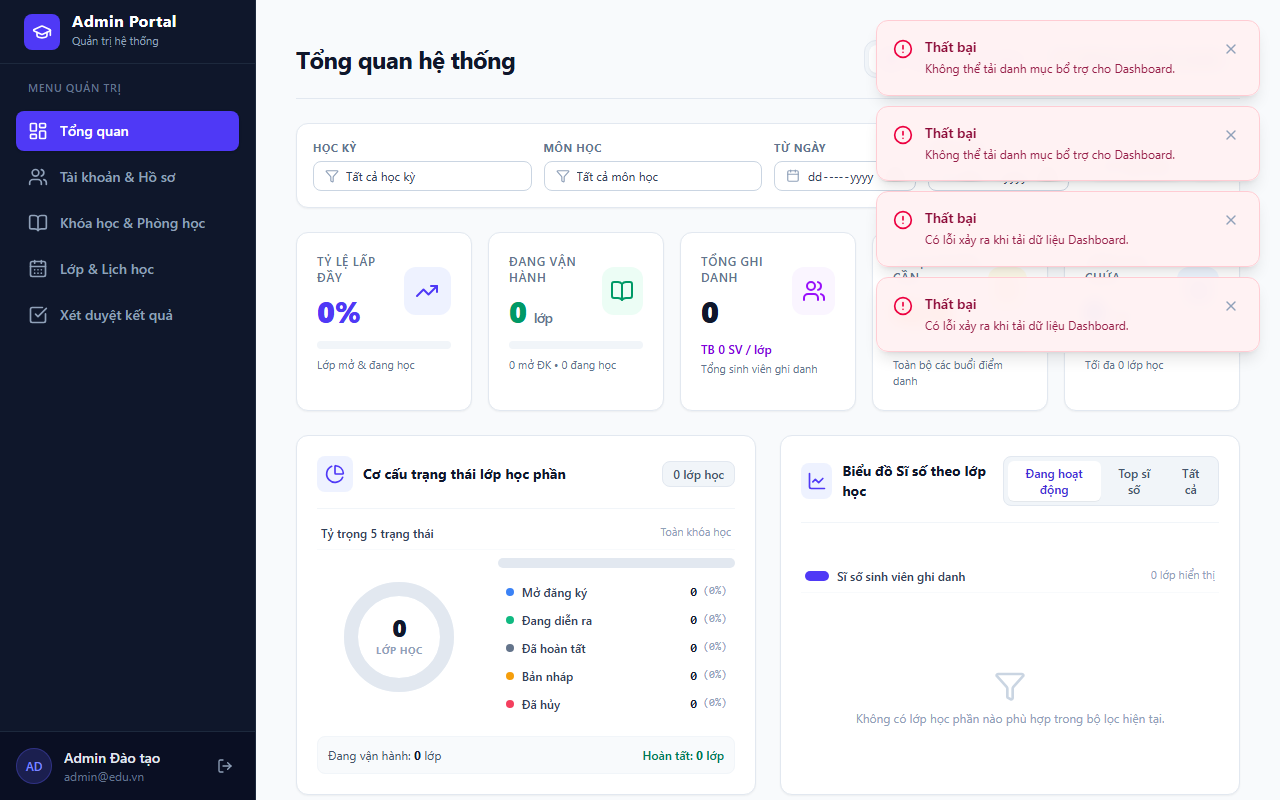 Admin Portal
Quản trị hệ thống
MENU QUẢN TRỊ
Tổng quan
Tài khoản & Hồ sơ
Khóa học & Phòng học
Lớp & Lịch học
Xét duyệt kết quả
AD
Admin Đào tạo
admin@edu.vn
Tổng quan hệ thống
Thất bại
Không thể tải danh mục bổ trợ cho Dashboard.
Thất bại
Không thể tải danh mục bổ trợ cho Dashboard.
Thất bại
Có lỗi xảy ra khi tải dữ liệu Dashboard.
Thất bại
Có lỗi xảy ra khi tải dữ liệu Dashboard.
HỌC KỲ
Tất cả học kỳ
MÔN HỌC
Tất cả môn học
TỪ NGÀY
dd-----yyyy
TỶ LỆ LẤP
ĐẦY
0%
Lớp mở & đang học
ĐANG VẬN
HÀNH
0 lớp
0 mở ĐK • 0 đang học
TỔNG GHI
DANH
0
TB 0 SV / lớp
Tổng sinh viên ghi danh
Toàn bộ các buổi điểm
danh
Tối đa 0 lớp học
Cơ cấu trạng thái lớp học phần
0 lớp học
Tỷ trọng 5 trạng thái
Toàn khóa học
0
LỚP HỌC
Mở đăng ký 0 (0%)
Đang diễn ra 0 (0%)
Đã hoàn tất 0 (0%)
Bản nháp 0 (0%)
Đã hủy 0 (0%)
Đang vận hành: 0 lớp
Hoàn tất: 0 lớp
Biểu đồ Sĩ số theo lớp
học
Đang hoạt
động
Top sĩ
số
Tất
cả
Sĩ số sinh viên ghi danh
0 lớp hiển thị
Không có lớp học phần nào phù hợp trong bộ lọc hiện tại.